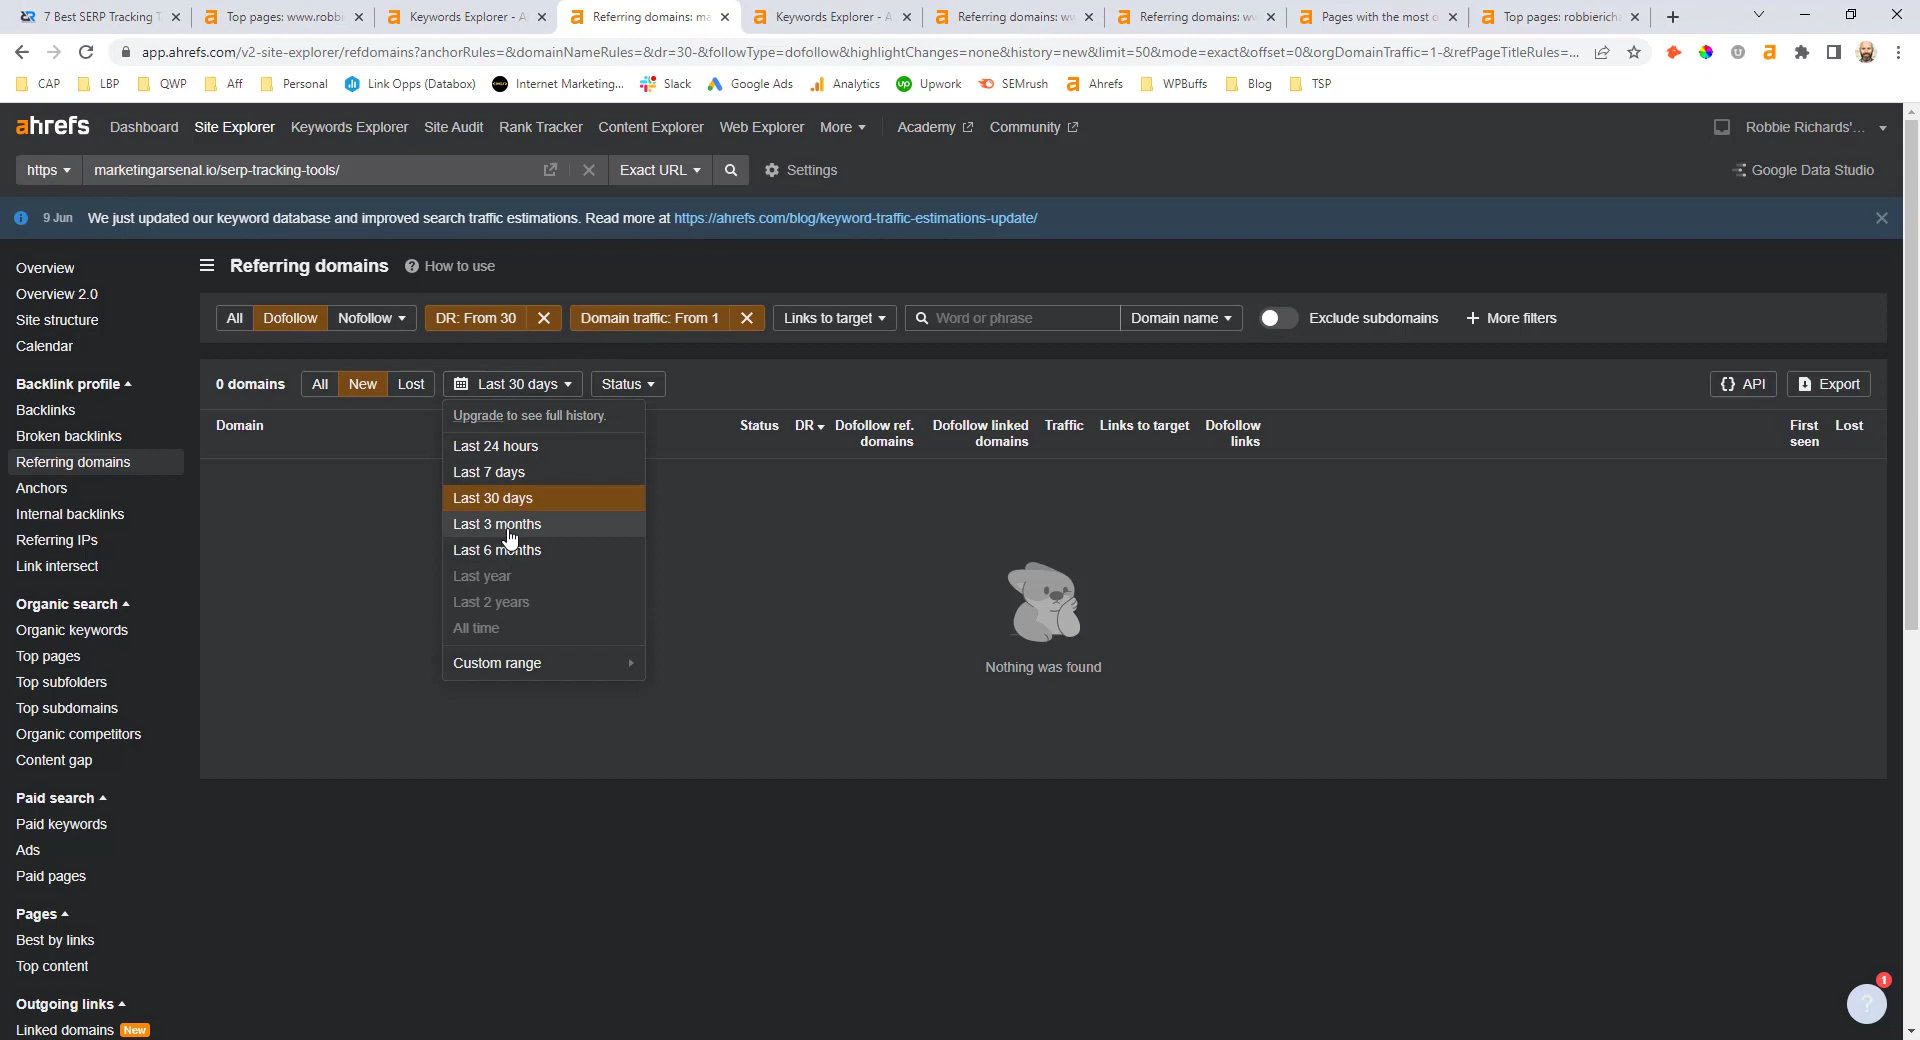 7 Best SERP Tracking T
Top pages: www.robbi
Keywords Explorer - A
Referring domains: ma
Keywords Explorer - A
Referring domains: ww
Referring domains: ww
Pages with the most o
Top pages: robbierich
app.ahrefs.com/v2-site-explorer/refdomains?anchorRules=&domainNameRules=&dr=30-&followType=dofollow&highlightChanges=none&history=new&limit=50&mode=exact&offset=0&orgDomainTraffic=1-&refPageTitleRules=...
CAP LBP QWP Aff Personal Link Opps (Databox) Internet Marketing... Slack Google Ads Analytics Upwork SEMrush Ahrefs WPBuffs Blog TSP
ahrefs Dashboard Site Explorer Keywords Explorer Site Audit Rank Tracker Content Explorer Web Explorer More Academy Community Robbie Richards'...
https marketingarsenal.io/serp-tracking-tools/ Exact URL Settings Google Data Studio
9 Jun We just updated our keyword database and improved search traffic estimations. Read more at https://ahrefs.com/blog/keyword-traffic-estimations-update/
Overview
Overview 2.0
Site structure
Calendar
Backlink profile
Backlinks
Broken backlinks
Referring domains
Anchors
Internal backlinks
Referring IPs
Link intersect
Organic search
Organic keywords
Top pages
Top subfolders
Top subdomains
Organic competitors
Content gap
Paid search
Paid keywords
Ads
Paid pages
Pages
Best by links
Top content
Outgoing links
Linked domains New
Referring domains ? How to use
All Dofollow Nofollow DR: From 30 Domain traffic: From 1 Links to target Word or phrase Domain name Exclude subdomains + More filters
0 domains All New Lost Last 30 days Status {} API Export
Domain Status DR Dofollow ref. domains Dofollow linked domains Traffic Links to target Dofollow links First seen Lost
Upgrade to see full history.
Last 24 hours
Last 7 days
Last 30 days
Last 3 months
Last 6 months
Last year
Last 2 years
All time
Custom range
Nothing was found
1
?